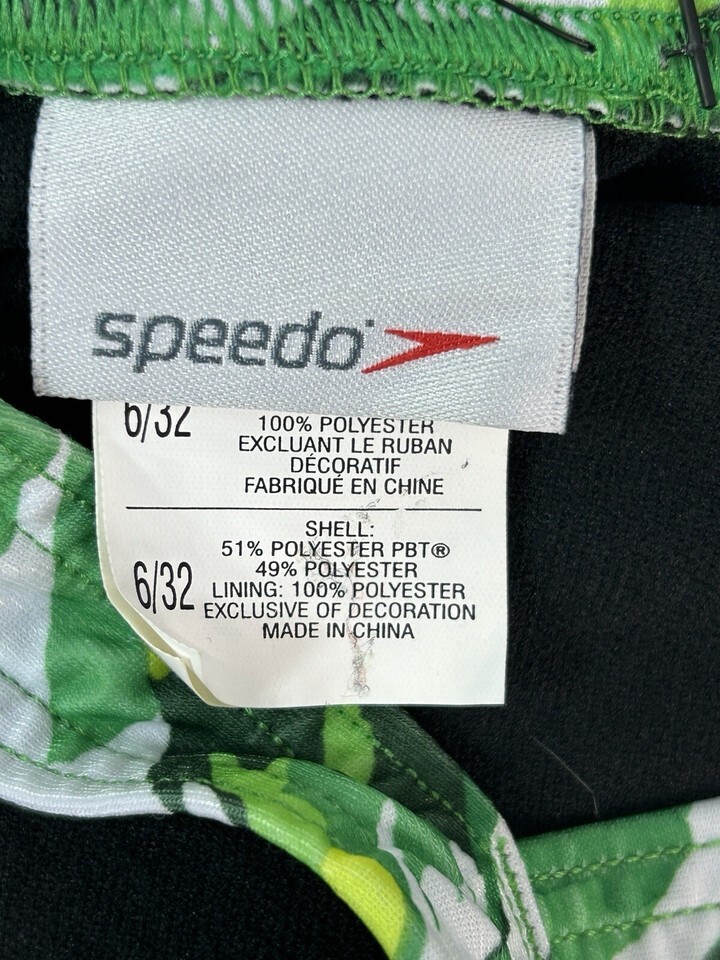 speedo
6/32
100% POLYESTER
EXCLUANT LE RUBAN
DÉCORATIF
FABRIQUÉ EN CHINE
SHELL:
51% POLYESTER PBT®
49% POLYESTER
6/32
LINING: 100% POLYESTER
EXCLUSIVE OF DECORATION
MADE IN CHINA